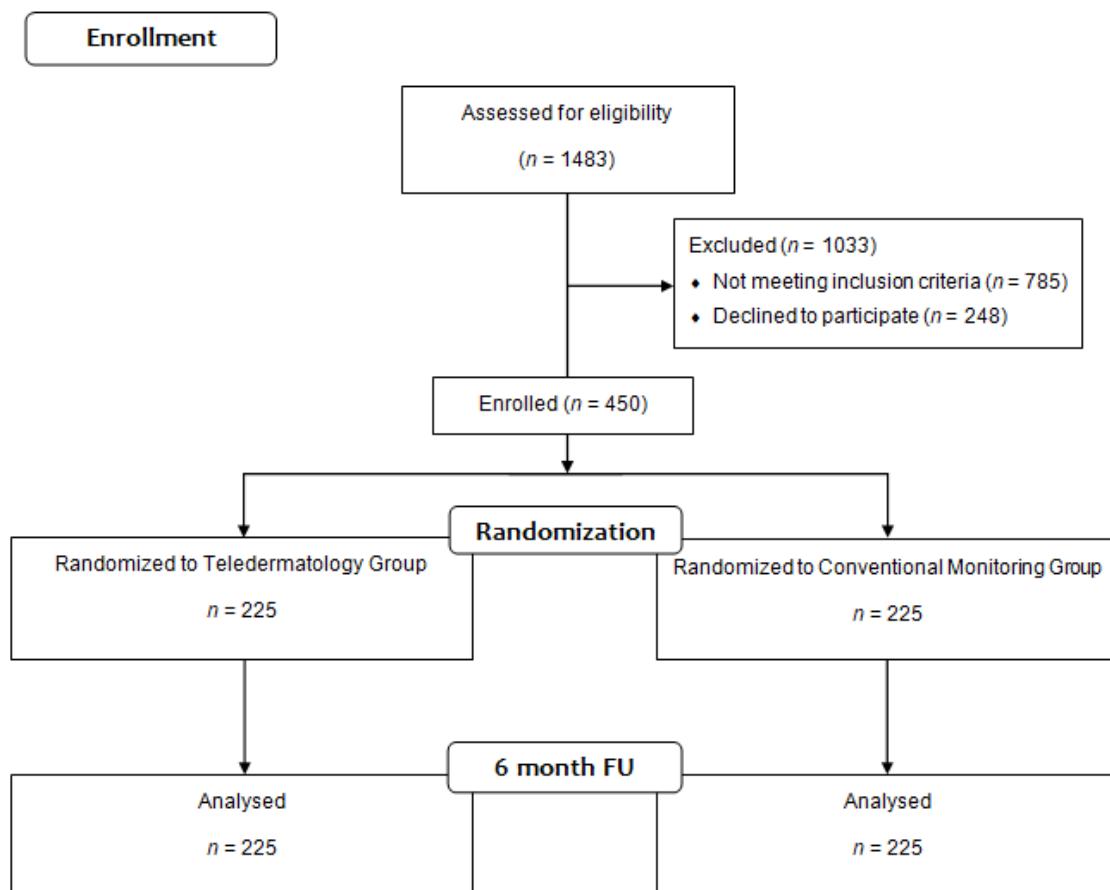 Enrollment
Assessed for eligibility
(n = 1483)
Excluded (n = 1033)
♦ Not meeting inclusion criteria (n = 785)
♦ Declined to participate (n = 248)
Enrolled (n = 450)
Randomization
Randomized to Teledermatology Group
n = 225
Randomized to Conventional Monitoring Group
n = 225
6 month FU
Analysed
n = 225
Analysed
n = 225